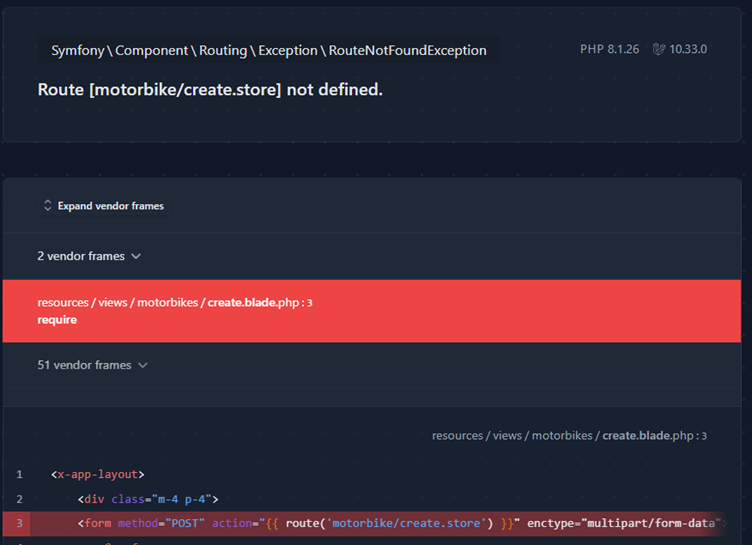 Symfony \ Component \ Routing \ Exception \ RouteNotFoundException
PHP 8.1.26 10.33.0
Route [motorbike/create.store] not defined.
Expand vendor frames
2 vendor frames
resources / views / motorbikes / create.blade.php : 3
require
51 vendor frames
resources / views / motorbikes / create.blade.php : 3
1 <x-app-layout>
2 <div class="m-4 p-4">
3 <form method="POST" action="{{ route('motorbike/create.store') }}" enctype="multipart/form-data">